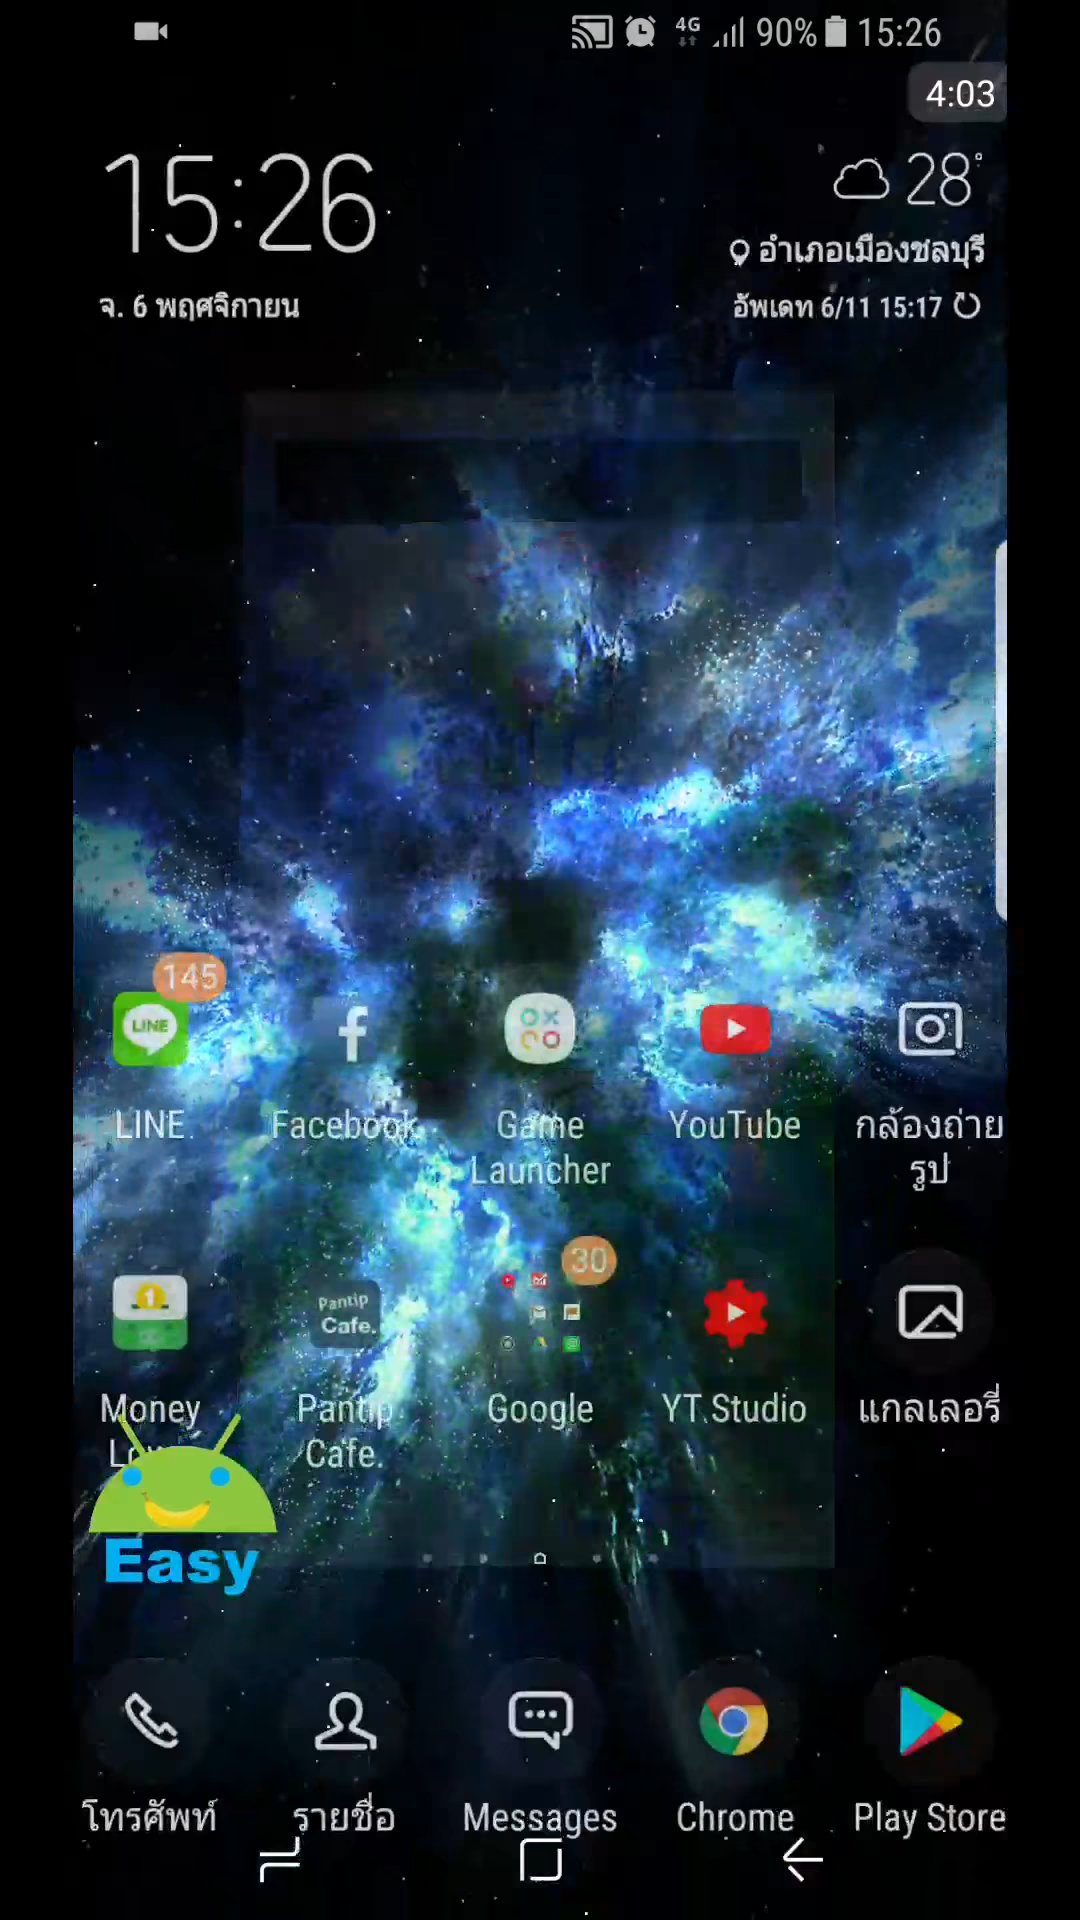 4G 90% 15:26
4:03
15:26
28°
อำเภอเมืองชลบุรี
จ. 6 พฤศจิกายน
อัพเดท 6/11 15:17
145
LINE
LINE
Facebook
Game
Launcher
YouTube
กล้องถ่าย
รูป
30
1
Pantip
Cafe.
Money
Pantip
Cafe.
Google
YT Studio
แกลเลอรี่
Easy
โทรศัพท์
รายชื่อ
Messages
Chrome
Play Store